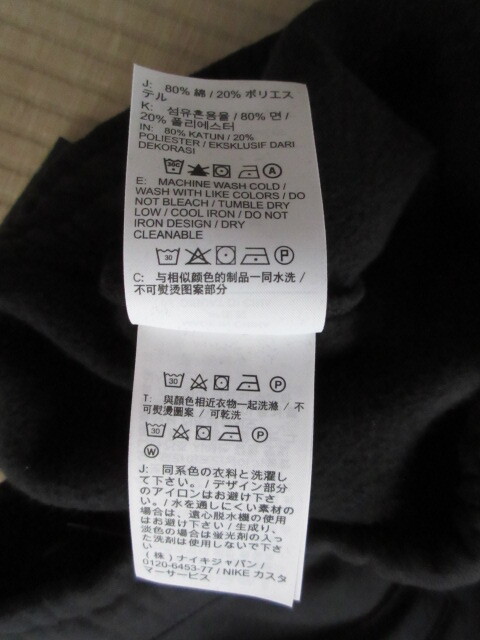 J: 80% 綿 / 20% ポリエス
テル
K: 섬유혼용율 / 80% 면 /
20% 폴리에스터
IN: 80% KATUN / 20%
POLIESTER / EKSKLUSIF DARI
DEKORASI
A
E: MACHINE WASH COLD /
WASH WITH LIKE COLORS / DO
NOT BLEACH / TUMBLE DRY
LOW / COOL IRON / DO NOT
IRON DESIGN / DRY
CLEANABLE
30 P
C: 与相似颜色的制品一同水洗 /
不可熨烫图案部分
30 P
T: 與顏色相近衣物一起洗滌 / 不
可熨燙圖案 / 可乾洗
30 P
W
J: 同系色の衣料と洗濯し
て下さい。/ デザイン部分
のアイロンはお避け下さ
い。/ 水を通しにくい素材の
場合は、遠心脱水機の使用
はお避け下さい / 生成り、
淡色の場合は蛍光剤の入っ
た洗剤は使用しないで下さ
い
(株) ナイキジャパン /
0120-6453-77 / NIKE カスタ
マーサービス